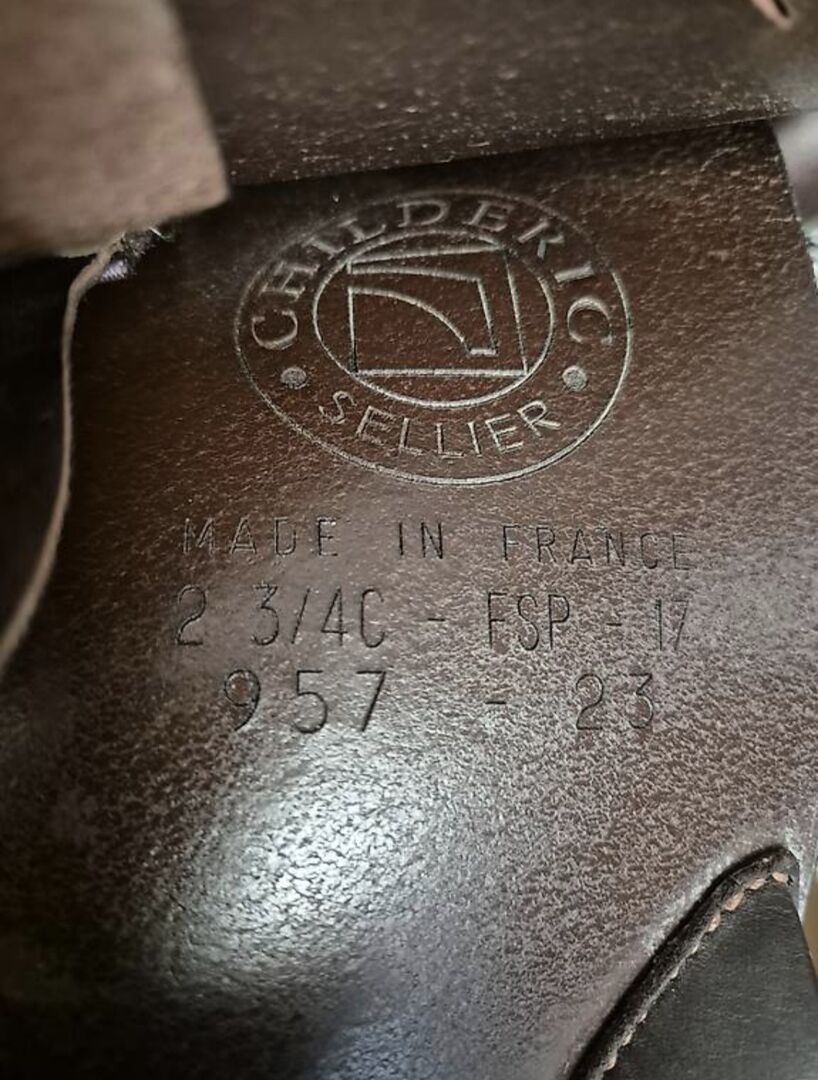 CHILDERIC
SELLIER
MADE IN FRANCE
2 3/4C - FSP - 17
957 - 23